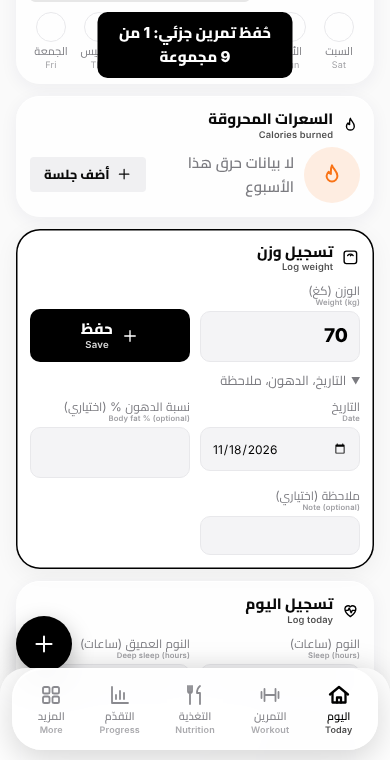 حُفظ تمرين جزئي: 1 من
9 مجموعة
السبت
Sat
الجمعة
Fri
السعرات المحروقة
Calories burned
لا بيانات حرق هذا
الأسبوع
+ أضف جلسة
تسجيل وزن
Log weight
الوزن (كغ)
Weight (kg)
70
+ حفظ
Save
▼ التاريخ، الدهون، ملاحظة
التاريخ
Date
11/18/2026
نسبة الدهون % (اختياري)
Body fat % (optional)
ملاحظة (اختياري)
Note (optional)
تسجيل اليوم
Log today
النوم (ساعات)
Sleep (hours)
النوم العميق (ساعات)
Deep sleep (hours)
+
اليوم
Today
التمرين
Workout
التغذية
Nutrition
التقدّم
Progress
المزيد
More